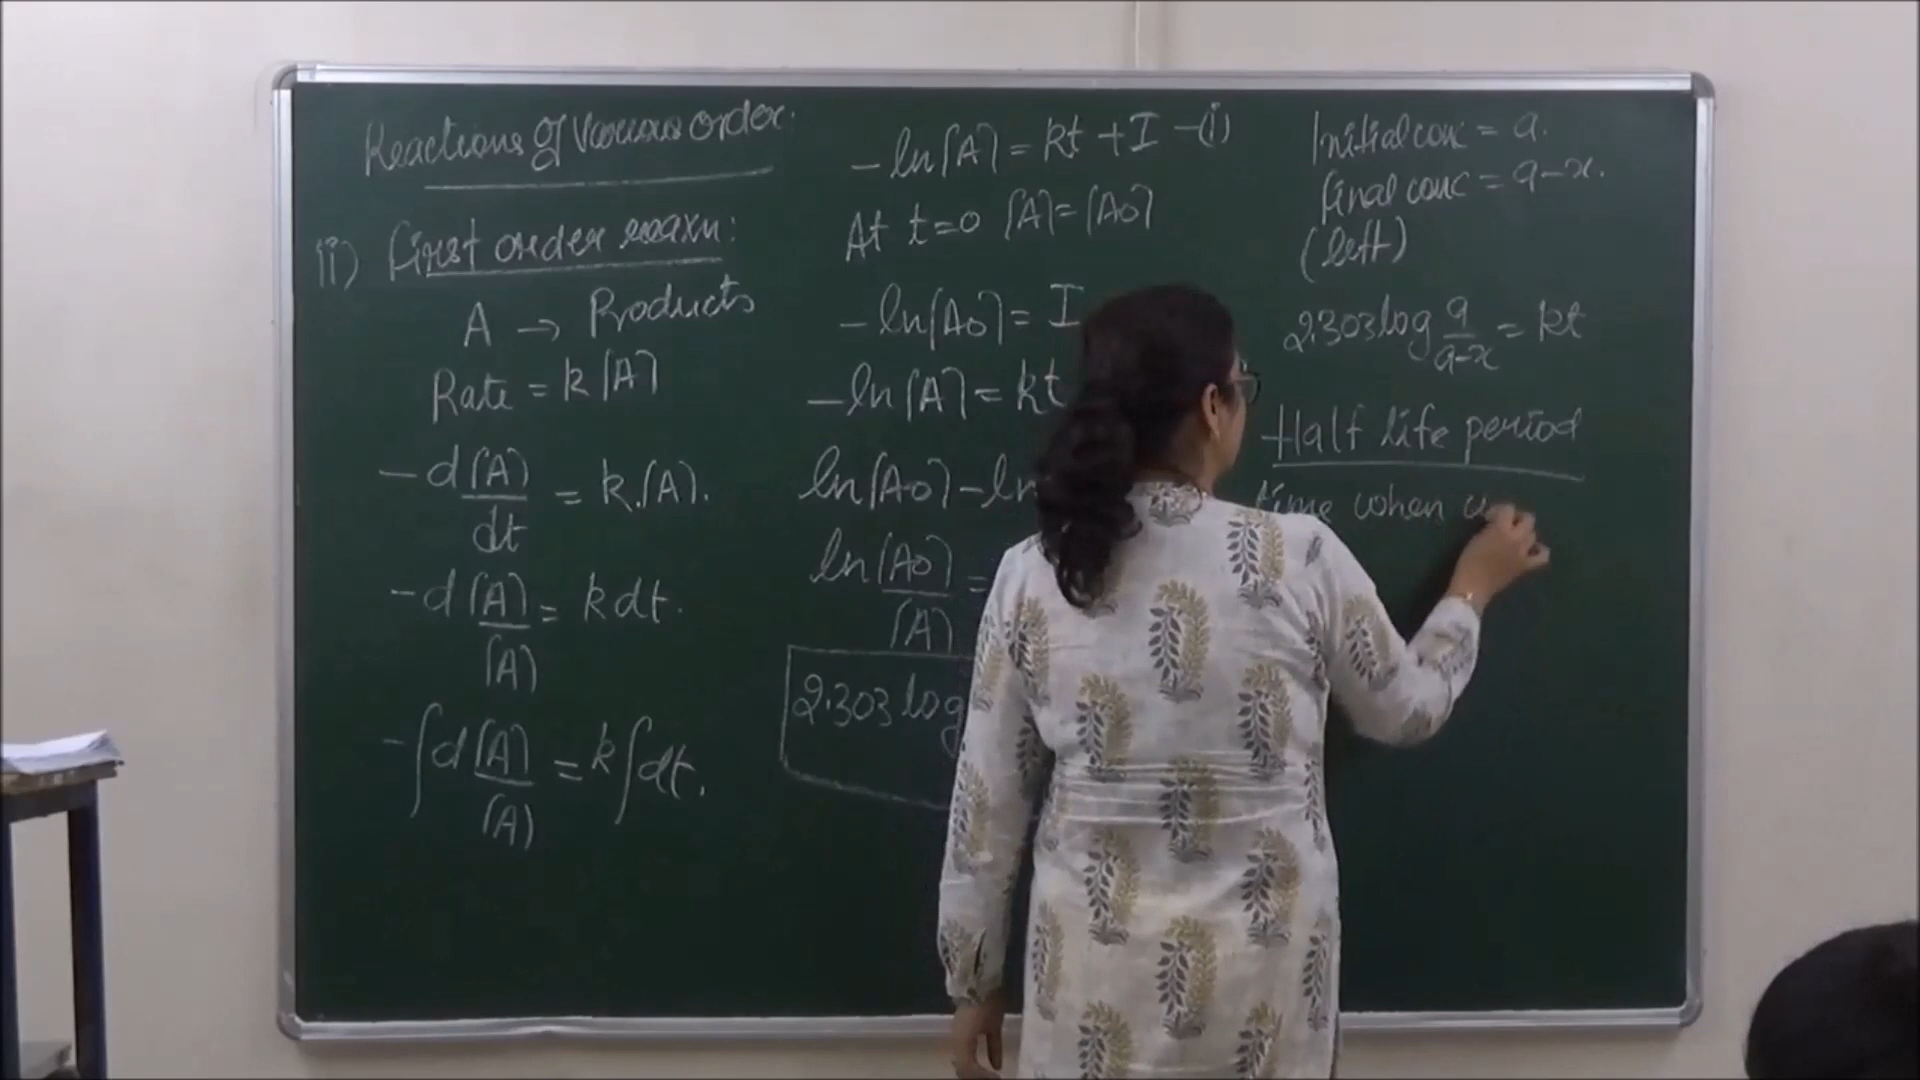 Reactions of Various order.
ii) First order reaxn:
A → Products
Rate = k [A]
-d[A]/dt = k.[A].
-d[A]/[A] = kdt.
-∫d[A]/[A] = k∫dt.
-ln[A] = kt + I -(i)
At t=0 [A]=[A0]
-ln[A0] = I
-ln[A] = kt
ln[A0]-ln
ln[A0]/[A] =
2.303 log
Initial conc = a.
final conc = a-x.
(left)
2.303 log a/a-x = kt
Half life period
time when